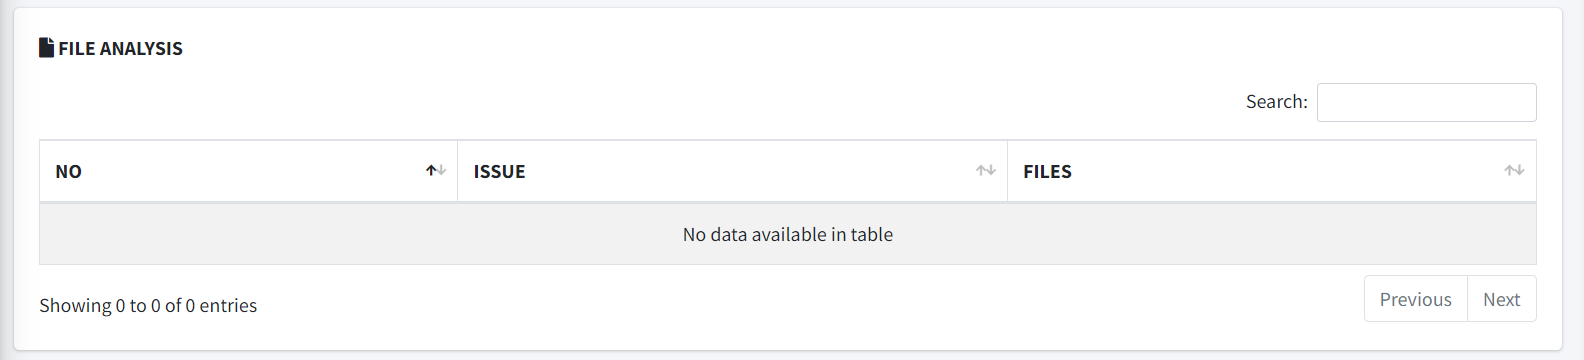 FILE ANALYSIS
Search:
NO ISSUE FILES
No data available in table
Showing 0 to 0 of 0 entries
Previous Next